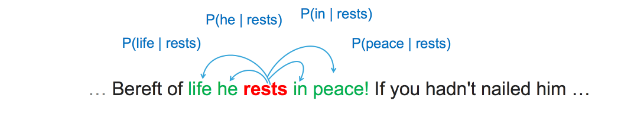 P(he | rests)
P(in | rests)
P(life | rests)
P(peace | rests)
… Bereft of life he rests in peace! If you hadn't nailed him …